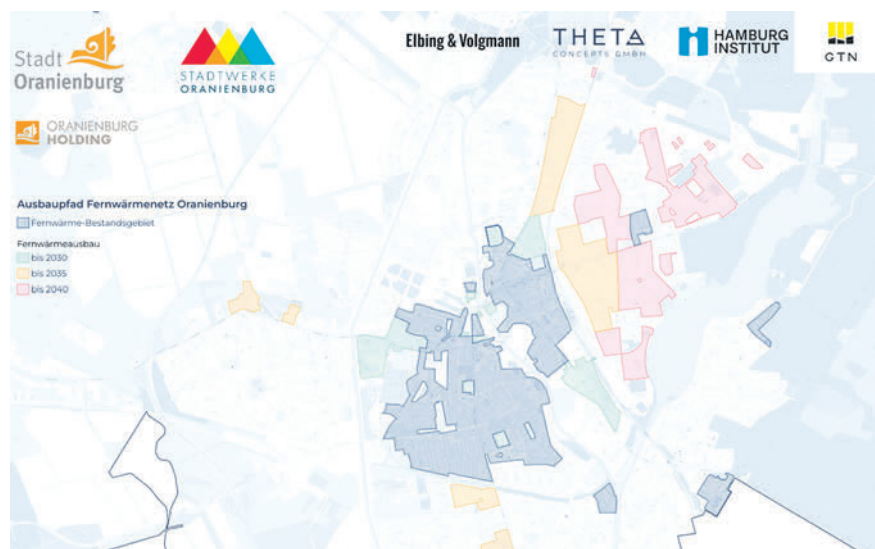 Stadt
Oranienburg
STADTWERKE
ORANIENBURG
Elbing & Volgmann
THETA
CONCEPTS GMBH
HAMBURG
INSTITUT
GTN
ORANIENBURG
HOLDING
Ausbaupfad Fernwärmenetz Oranienburg
Fernwärme-Bestandsgebiet
Fernwärmeausbau
bis 2030
bis 2035
bis 2040